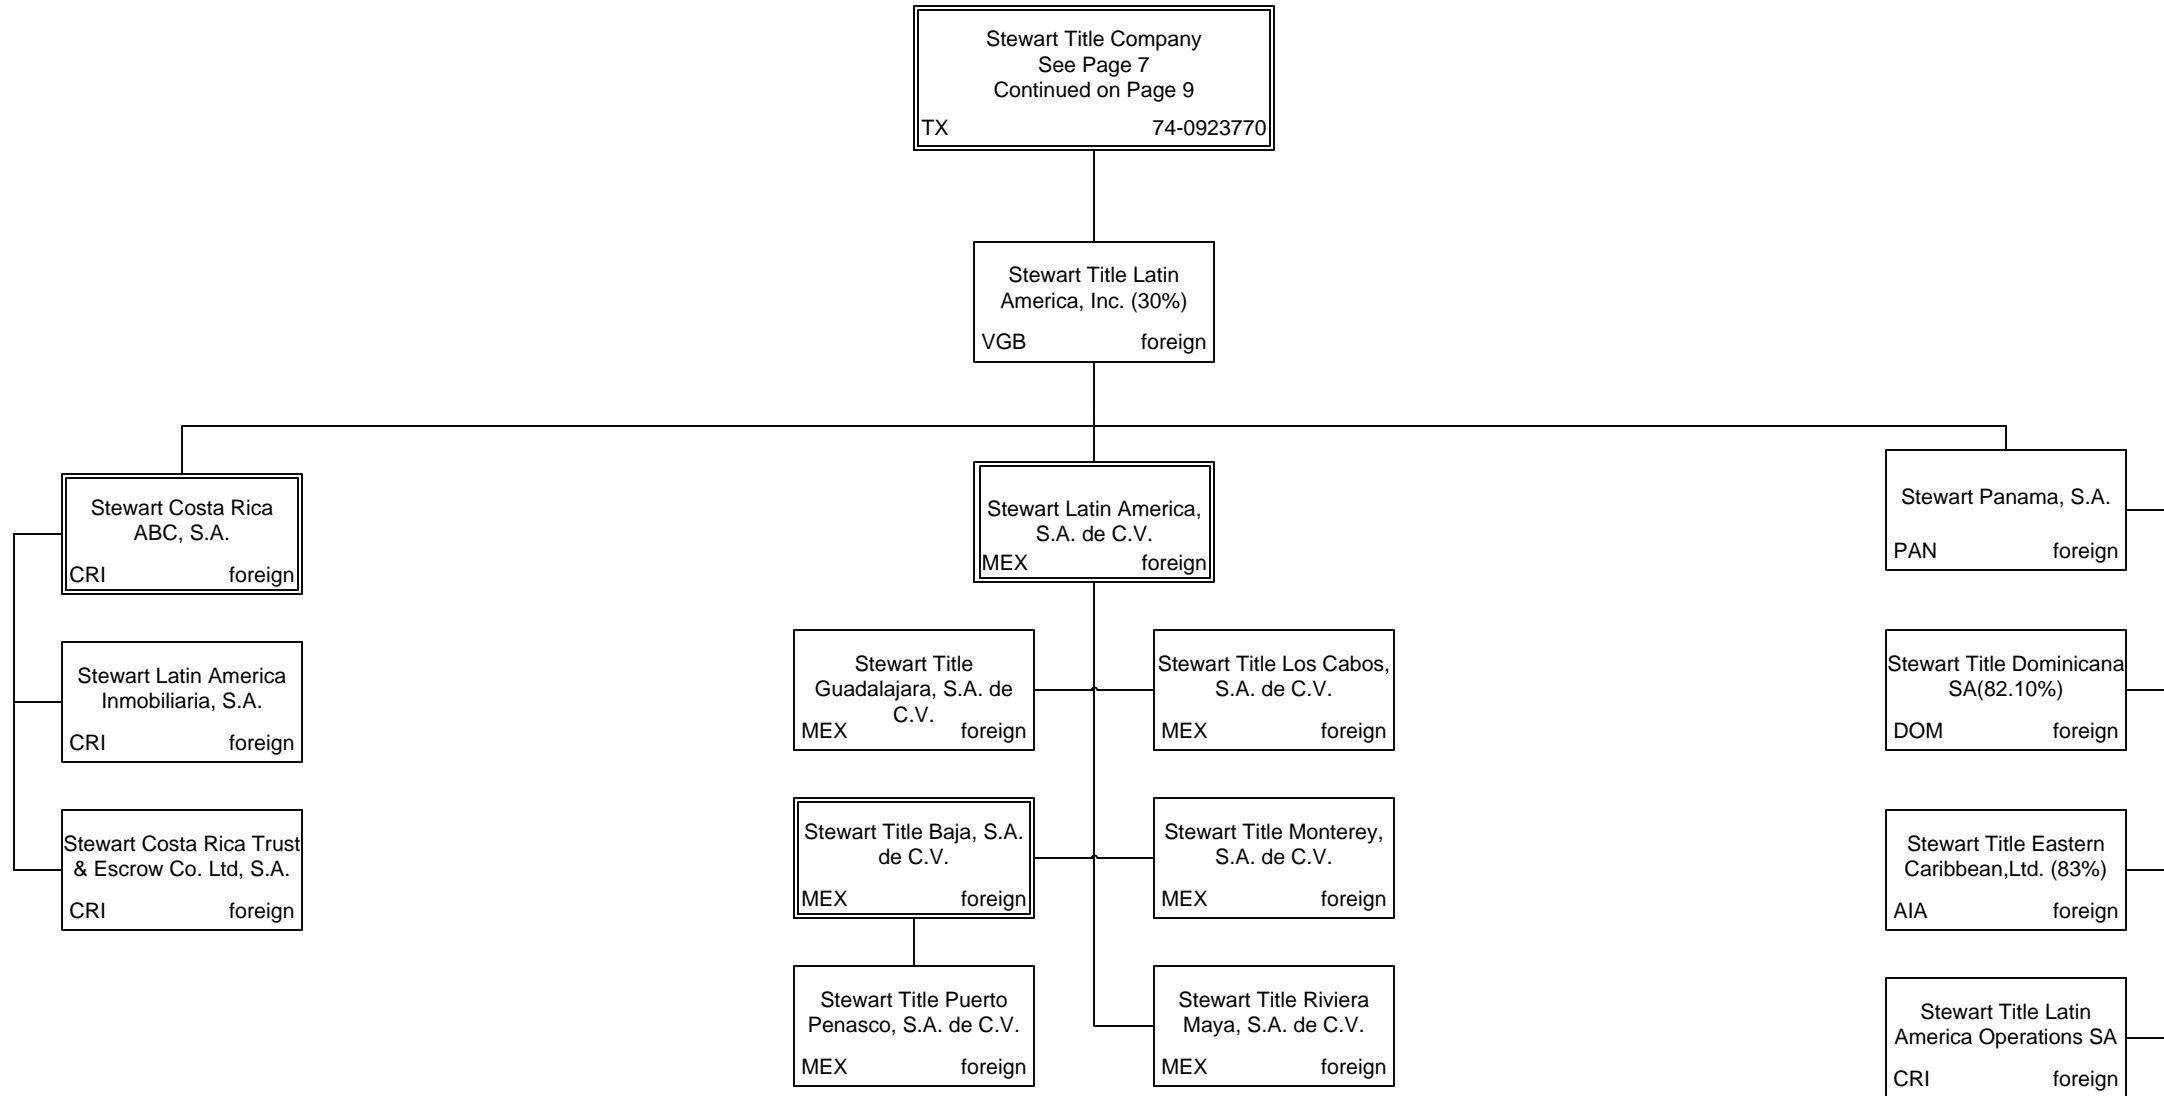 Stewart Title Company
See Page 7
Continued on Page 9
TX 74-0923770
Stewart Title Latin
America, Inc. (30%)
VGB foreign
Stewart Costa Rica
ABC, S.A.
CRI foreign
Stewart Latin America
Inmobiliaria, S.A.
CRI foreign
Stewart Costa Rica Trust
& Escrow Co. Ltd, S.A.
CRI foreign
Stewart Latin America,
S.A. de C.V.
MEX foreign
Stewart Title
Guadalajara, S.A. de
C.V.
MEX foreign
Stewart Title Los Cabos,
S.A. de C.V.
MEX foreign
Stewart Title Baja, S.A.
de C.V.
MEX foreign
Stewart Title Monterey,
S.A. de C.V.
MEX foreign
Stewart Title Puerto
Penasco, S.A. de C.V.
MEX foreign
Stewart Title Riviera
Maya, S.A. de C.V.
MEX foreign
Stewart Panama, S.A.
PAN foreign
Stewart Title Dominicana
SA(82.10%)
DOM foreign
Stewart Title Eastern
Caribbean,Ltd. (83%)
AIA foreign
Stewart Title Latin
America Operations SA
CRI foreign